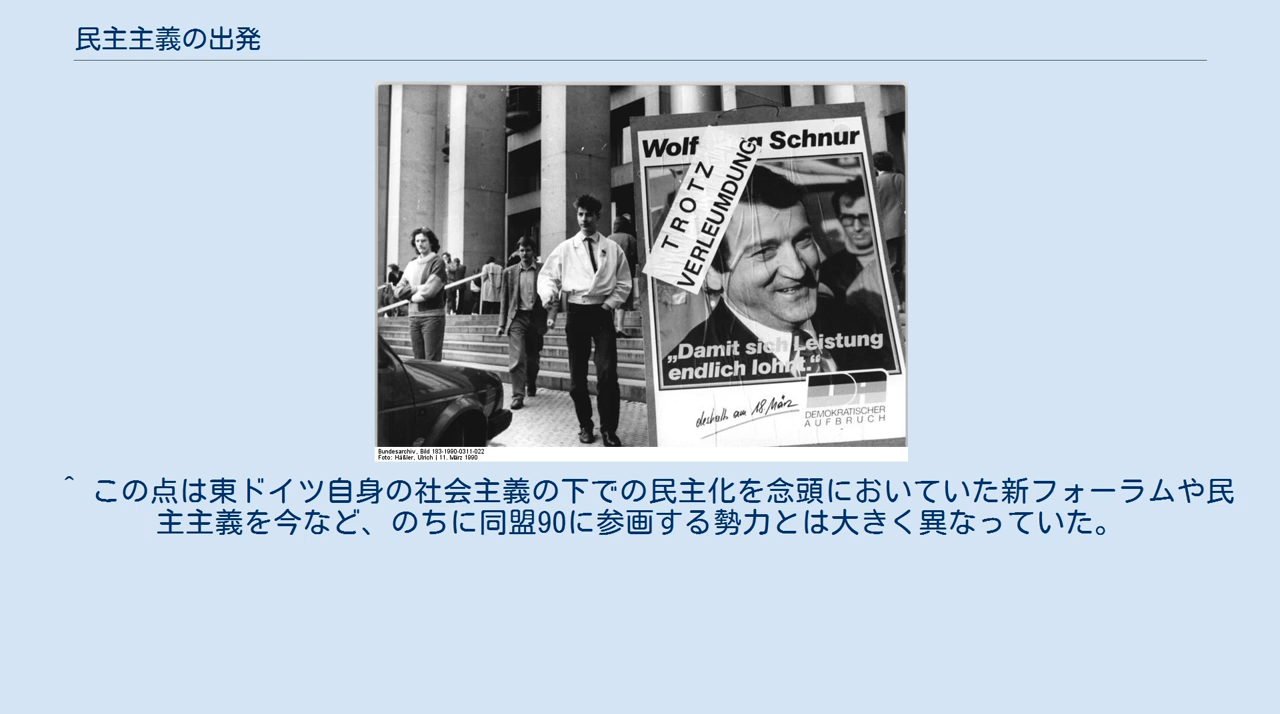 民主主義の出発
Wolf g Schnur
TROTZ
VERLEUMDUNG
„Damit sich Leistung
endlich lohnt.“
deshalb am 18. März
DA
DEMOKRATISCHER
AUFBRUCH
Bundesarchiv, Bild 183-1990-0311-022
Foto: Häßler, Ulrich | 11. März 1990
^ この点は東ドイツ自身の社会主義の下での民主化を念頭においていた新フォーラムや民
主主義を今など、のちに同盟90に参画する勢力とは大きく異なっていた。